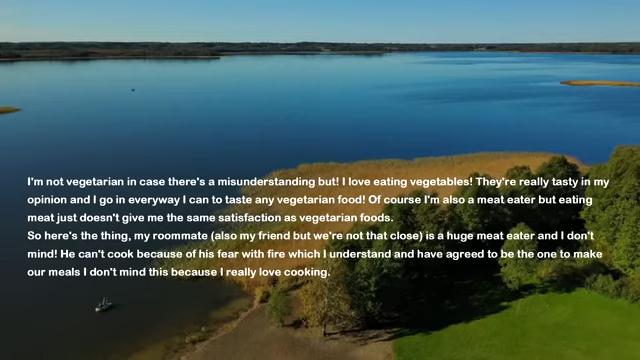 I'm not vegetarian in case there's a misunderstanding but! I love eating vegetables! They're really tasty in my
opinion and I go in everyway I can to taste any vegetarian food! Of course I'm also a meat eater but eating
meat just doesn't give me the same satisfaction as vegetarian foods.
So here's the thing, my roommate (also my friend but we're not that close) is a huge meat eater and I don't
mind! He can't cook because of his fear with fire which I understand and have agreed to be the one to make
our meals I don't mind this because I really love cooking.